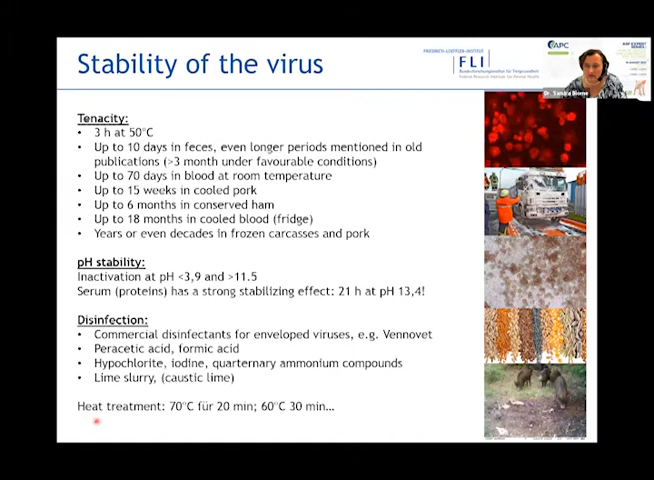 Stability of the virus
FRIEDRICH-LOEFFLER-INSTITUT
FLI
Bundesforschungsinstitut für Tiergesundheit
Federal Research Institute for Animal Health
APC
Tenacity:
• 3 h at 50°C
• Up to 10 days in feces, even longer periods mentioned in old
publications (>3 month under favourable conditions)
• Up to 70 days in blood at room temperature
• Up to 15 weeks in cooled pork
• Up to 6 months in conserved ham
• Up to 18 months in cooled blood (fridge)
• Years or even decades in frozen carcasses and pork
pH stability:
Inactivation at pH <3,9 and >11.5
Serum (proteins) has a strong stabilizing effect: 21 h at pH 13,4!
Disinfection:
• Commercial disinfectants for enveloped viruses, e.g. Vennovet
• Peracetic acid, formic acid
• Hypochlorite, iodine, quarternary ammonium compounds
• Lime slurry, (caustic lime)
Heat treatment: 70°C für 20 min; 60°C 30 min…